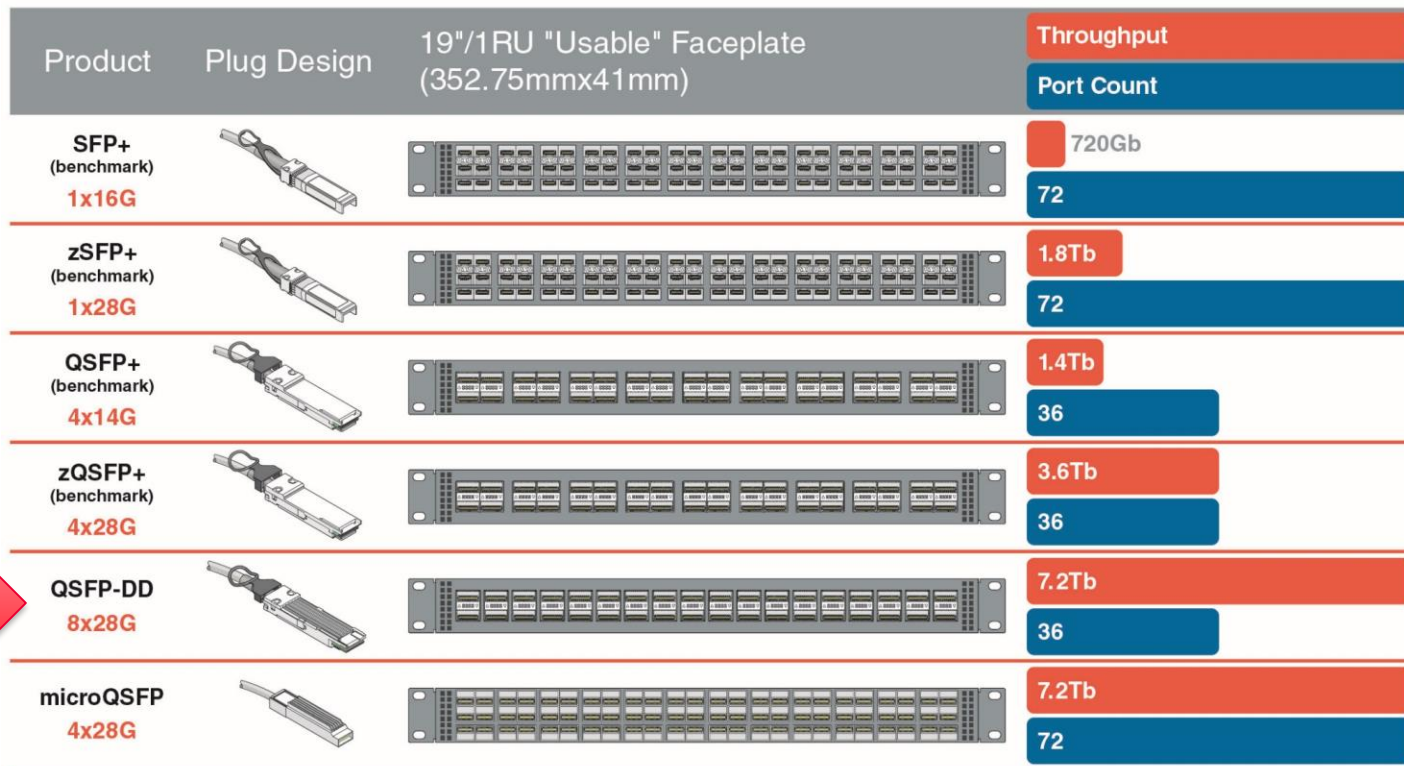 Product
Plug Design
19"/1RU "Usable" Faceplate
(352.75mmx41mm)
Throughput
Port Count
SFP+
(benchmark)
1x16G
720Gb
72
zSFP+
(benchmark)
1x28G
1.8Tb
72
QSFP+
(benchmark)
4x14G
1.4Tb
36
zQSFP+
(benchmark)
4x28G
3.6Tb
36
QSFP-DD
8x28G
7.2Tb
36
microQSFP
4x28G
7.2Tb
72